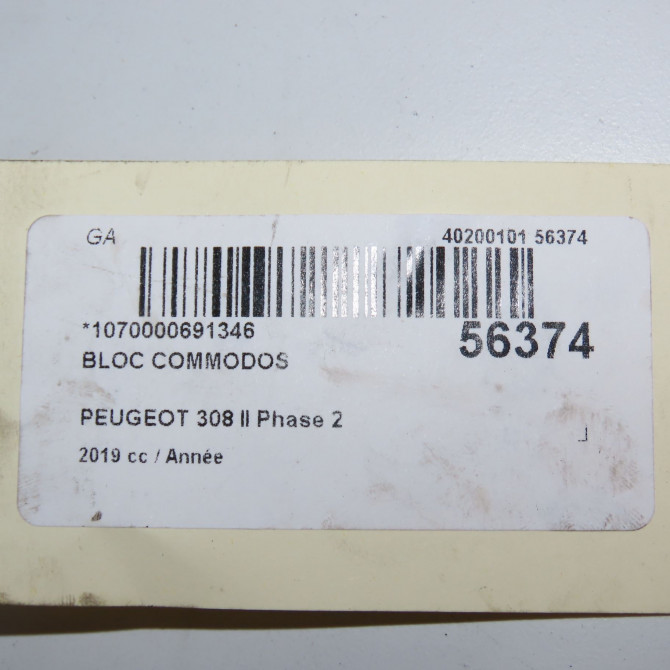 GA 40200101 56374
*1070000691346 56374
BLOC COMMODOS
PEUGEOT 308 II Phase 2
2019 cc / Année